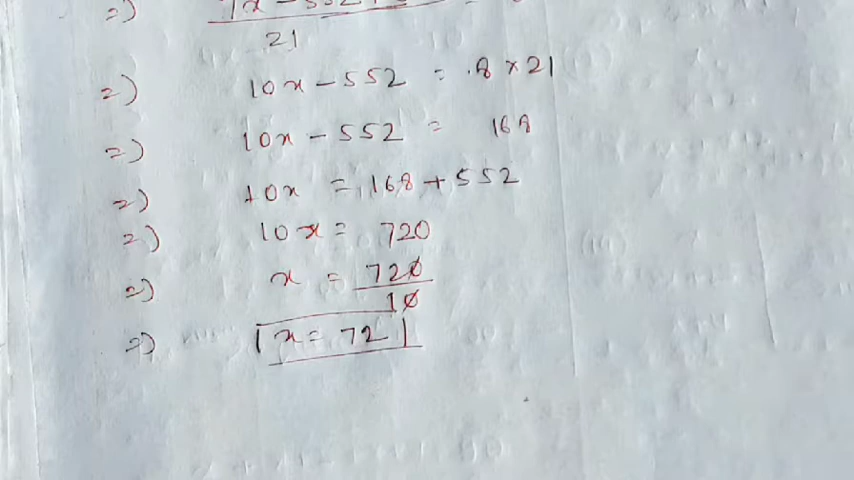 =)
21
=) 10x - 552 = 8 × 21
=) 10x - 552 = 168
=) 10x = 168 + 552
=) 10x = 720
=) x = 720/10
=) x = 72